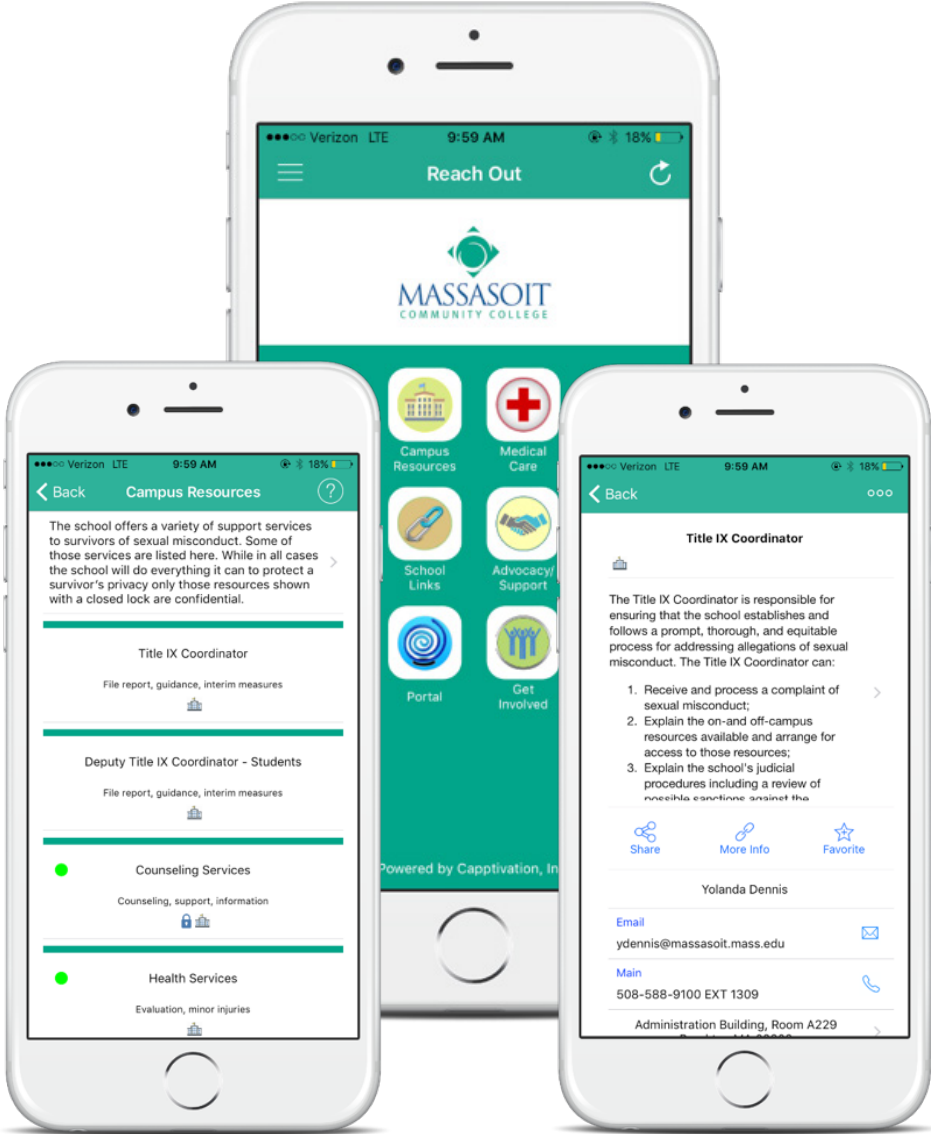 Verizon LTE 9:59 AM 18%
Reach Out
MASSASOIT
COMMUNITY COLLEGE
Campus
Resources
Medical
Care
School
Links
Advocacy/
Support
Portal
Get
Involved
Powered by Capptivation, In
Verizon LTE 9:59 AM 18%
Back Campus Resources ?
The school offers a variety of support services
to survivors of sexual misconduct. Some of
those services are listed here. While in all cases
the school will do everything it can to protect a
survivor's privacy only those resources shown
with a closed lock are confidential.
Title IX Coordinator
File report, guidance, interim measures
Deputy Title IX Coordinator - Students
File report, guidance, interim measures
Counseling Services
Counseling, support, information
Health Services
Evaluation, minor injuries
Verizon LTE 9:59 AM 18%
Back
Title IX Coordinator
The Title IX Coordinator is responsible for
ensuring that the school establishes and
follows a prompt, thorough, and equitable
process for addressing allegations of sexual
misconduct. The Title IX Coordinator can:
1. Receive and process a complaint of
sexual misconduct;
2. Explain the on-and off-campus
resources available and arrange for
access to those resources;
3. Explain the school's judicial
procedures including a review of
possible sanctions against the
Share
More Info
Favorite
Yolanda Dennis
Email
ydennis@massasoit.mass.edu
Main
508-588-9100 EXT 1309
Administration Building, Room A229